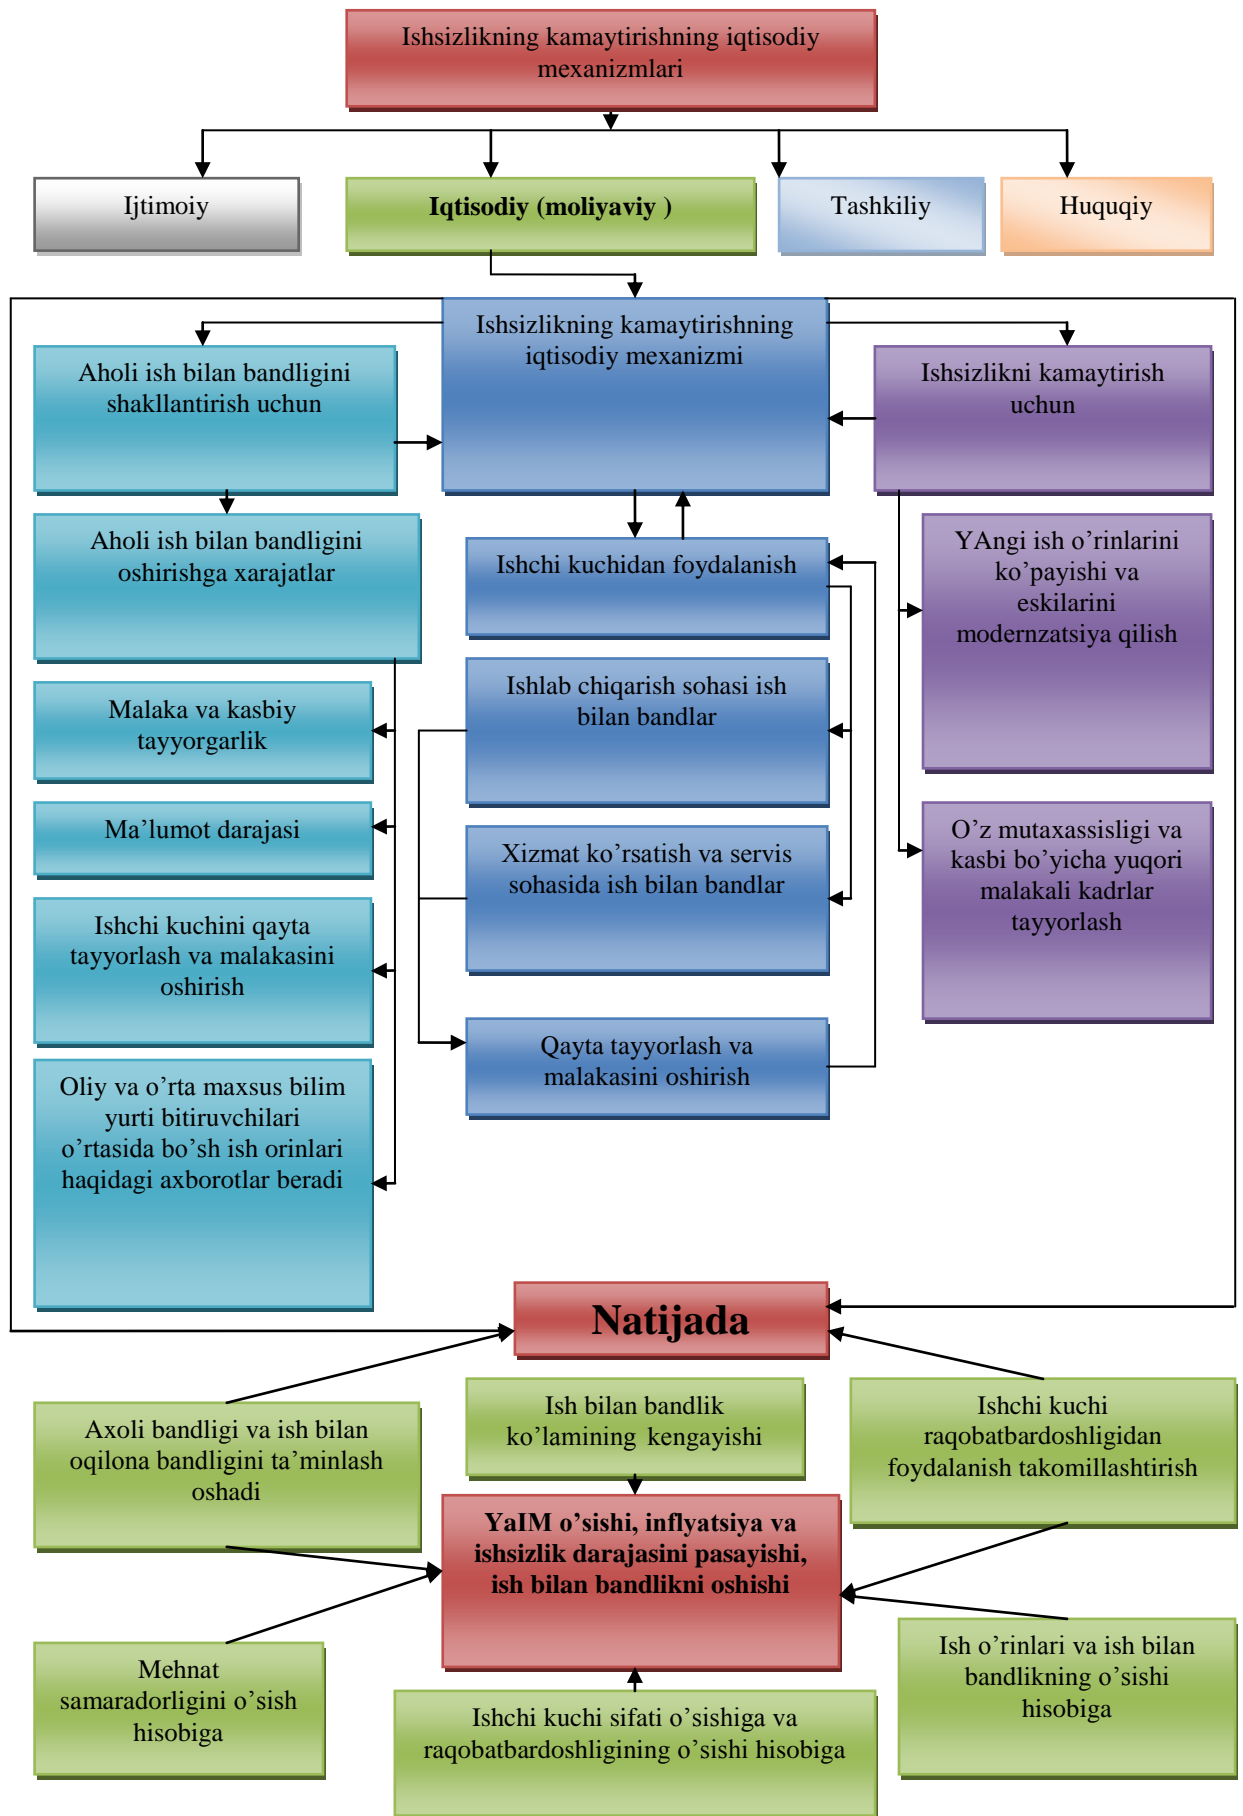 Ishsizlikning kamaytirishning iqtisodiy
mexanizmlari
Ijtimoiy
Iqtisodiy (moliyaviy )
Tashkiliy
Huquqiy
Ishsizlikning kamaytirishning
iqtisodiy mexanizmi
Aholi ish bilan bandligini
shakllantirish uchun
Ishsizlikni kamaytirish
uchun
Aholi ish bilan bandligini
oshirishga xarajatlar
Ishchi kuchidan foydalanish
YAngi ish o’rinlarini
ko’payishi va
eskilarini
modernzatsiya qilish
Malaka va kasbiy
tayyorgarlik
Ishlab chiqarish sohasi ish
bilan bandlar
Ma’lumot darajasi
Xizmat ko’rsatish va servis
sohasida ish bilan bandlar
O’z mutaxassisligi va
kasbi bo’yicha yuqori
malakali kadrlar
tayyorlash
Ishchi kuchini qayta
tayyorlash va malakasini
oshirish
Qayta tayyorlash va
malakasini oshirish
Oliy va o’rta maxsus bilim
yurti bitiruvchilari
o’rtasida bo’sh ish orinlari
haqidagi axborotlar beradi
Natijada
Axoli bandligi va ish bilan
oqilona bandligini ta’minlash
oshadi
Ish bilan bandlik
ko’lamining kengayishi
Ishchi kuchi
raqobatbardoshligidan
foydalanish takomillashtirish
YaIM o’sishi, inflyatsiya va
ishsizlik darajasini pasayishi,
ish bilan bandlikni oshishi
Mehnat
samaradorligini o’sish
hisobiga
Ishchi kuchi sifati o’sishiga va
raqobatbardoshligining o’sishi hisobiga
Ish o’rinlari va ish bilan
bandlikning o’sishi
hisobiga